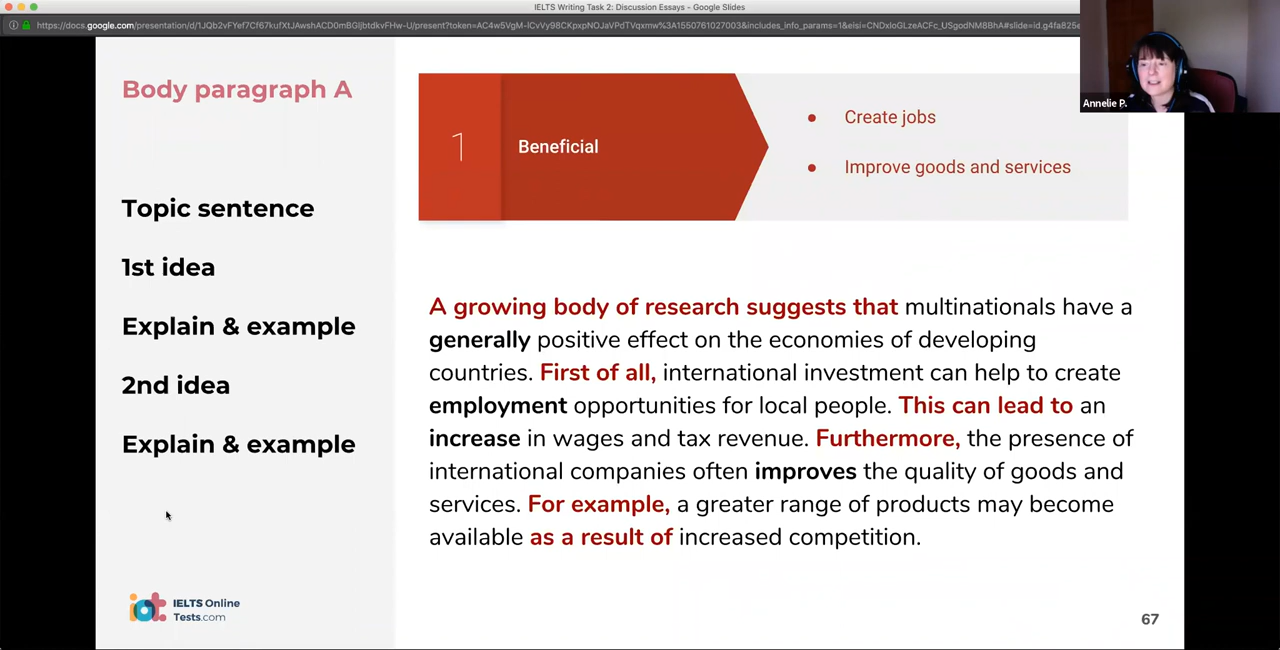 IELTS Writing Task 2: Discussion Essays - Google Slides
Body paragraph A
Topic sentence
1st idea
Explain & example
2nd idea
Explain & example
IELTS Online
Tests.com
1
Beneficial
Create jobs
Improve goods and services
A growing body of research suggests that multinationals have a
generally positive effect on the economies of developing
countries. First of all, international investment can help to create
employment opportunities for local people. This can lead to an
increase in wages and tax revenue. Furthermore, the presence of
international companies often improves the quality of goods and
services. For example, a greater range of products may become
available as a result of increased competition.
67
Annelie P.